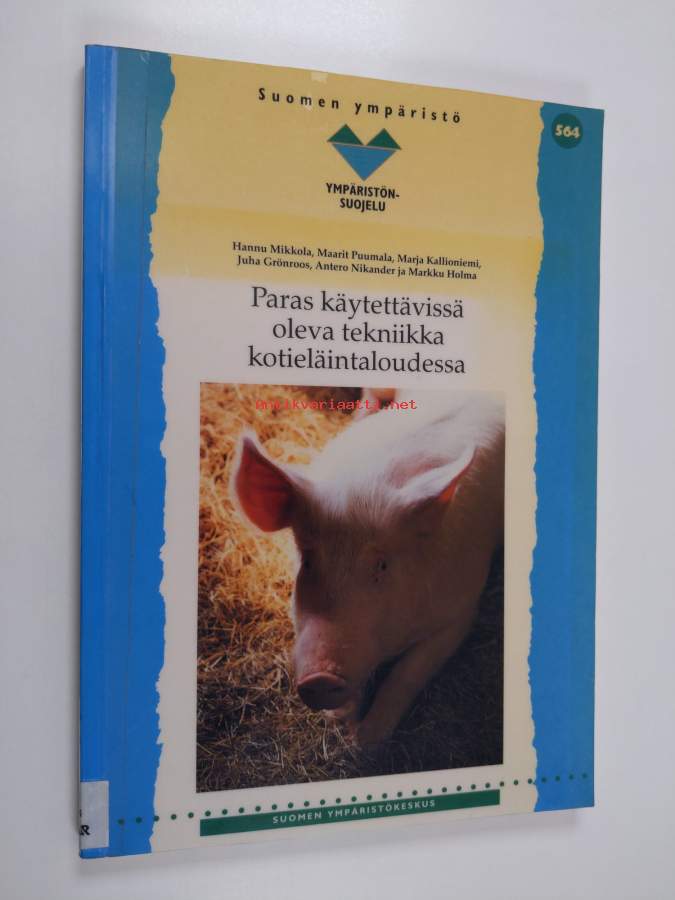 Suomen ympäristö
564
YMPÄRISTÖN-
SUOJELU
Hannu Mikkola, Maarit Puumala, Marja Kallioniemi,
Juha Grönroos, Antero Nikander ja Markku Holma
Paras käytettävissä
oleva tekniikka
kotieläintaloudessa
antikvariaatti.net
SUOMEN YMPÄRISTÖKESKUS
R